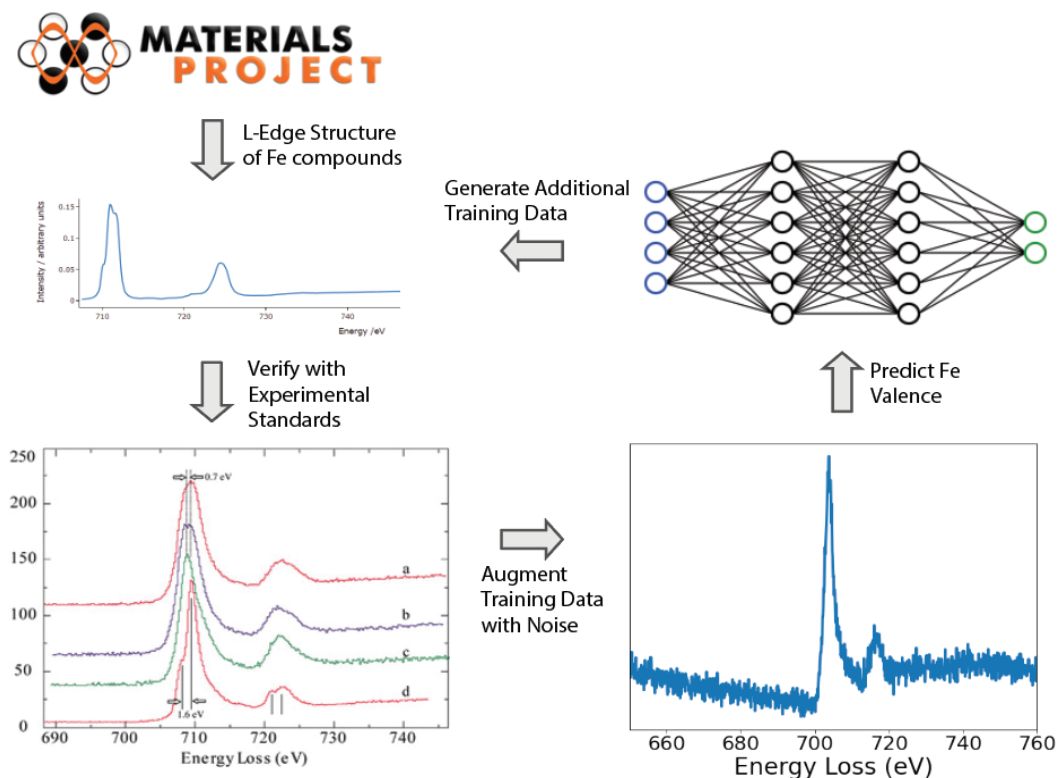 MATERIALS
PROJECT
L-Edge Structure
of Fe compounds
Generate Additional
Training Data
Intensity / arbitrary units
0.15
0.1
0.05
0
710
720
730
740
Energy /eV
Verify with
Experimental
Standards
Predict Fe
Valence
250
200
150
100
50
0
0.7 eV
a
b
c
d
1.6 eV
690
700
710
720
730
740
Energy Loss (eV)
Augment
Training Data
with Noise
660
680
700
720
740
760
Energy Loss (eV)